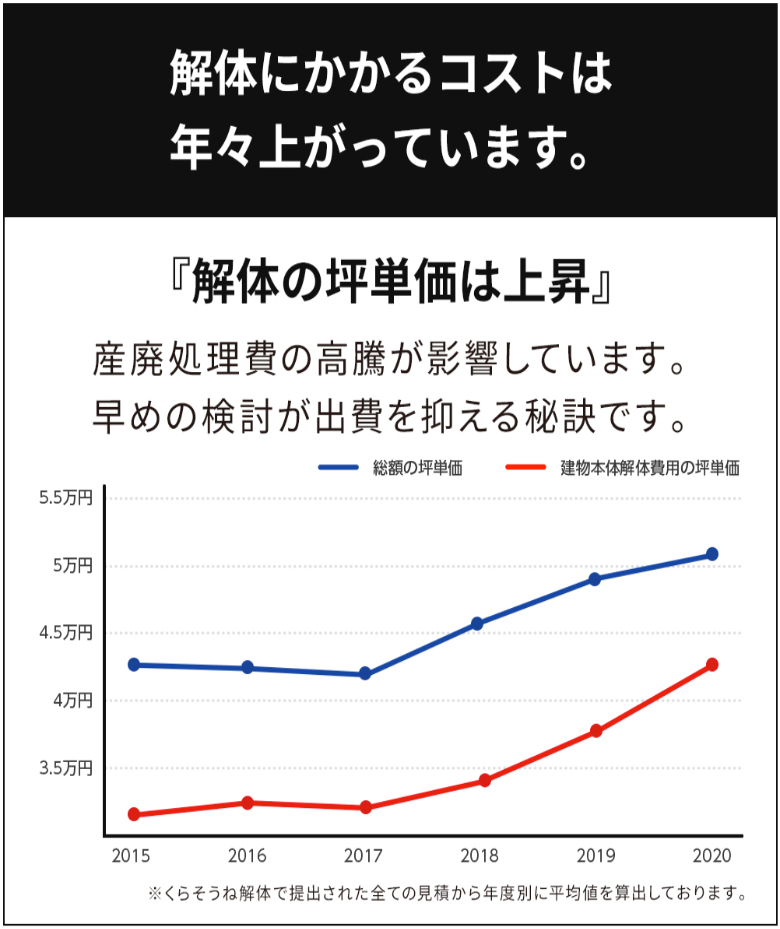 解体にかかるコストは
年々上がっています。
『解体の坪単価は上昇』
産廃処理費の高騰が影響しています。
早めの検討が出費を抑える秘訣です。
総額の坪単価 建物本体解体費用の坪単価
5.5万円
5万円
4.5万円
4万円
3.5万円
2015 2016 2017 2018 2019 2020
※くらそうね解体で提出された全ての見積から年度別に平均値を算出しております。